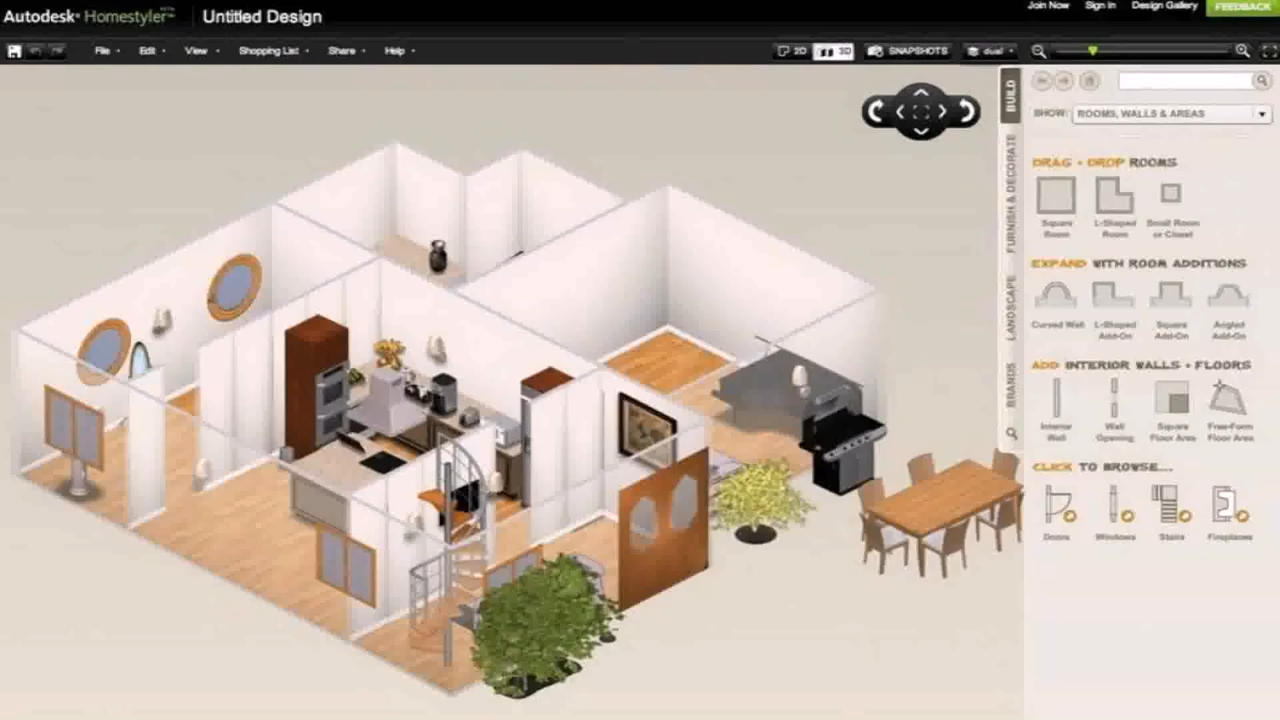 Autodesk® Homestyler™ BETA
Untitled Design
Join Now Sign In Design Gallery FEEDBACK
File Edit View Shopping List Share Help
2D 3D SNAPSHOTS dual
BUILD
FURNISH & DECORATE
LANDSCAPE
BRANDS
SHOW: ROOMS, WALLS & AREAS
DRAG + DROP ROOMS
Square Room
L-Shaped Room
Small Room or Closet
EXPAND WITH ROOM ADDITIONS
Curved Wall
L-Shaped Add-On
Square Add-On
Angled Add-On
ADD INTERIOR WALLS + FLOORS
Interior Wall
Wall Opening
Square Floor Area
Free-Form Floor Area
CLICK TO BROWSE...
Doors Windows Stairs Fireplaces